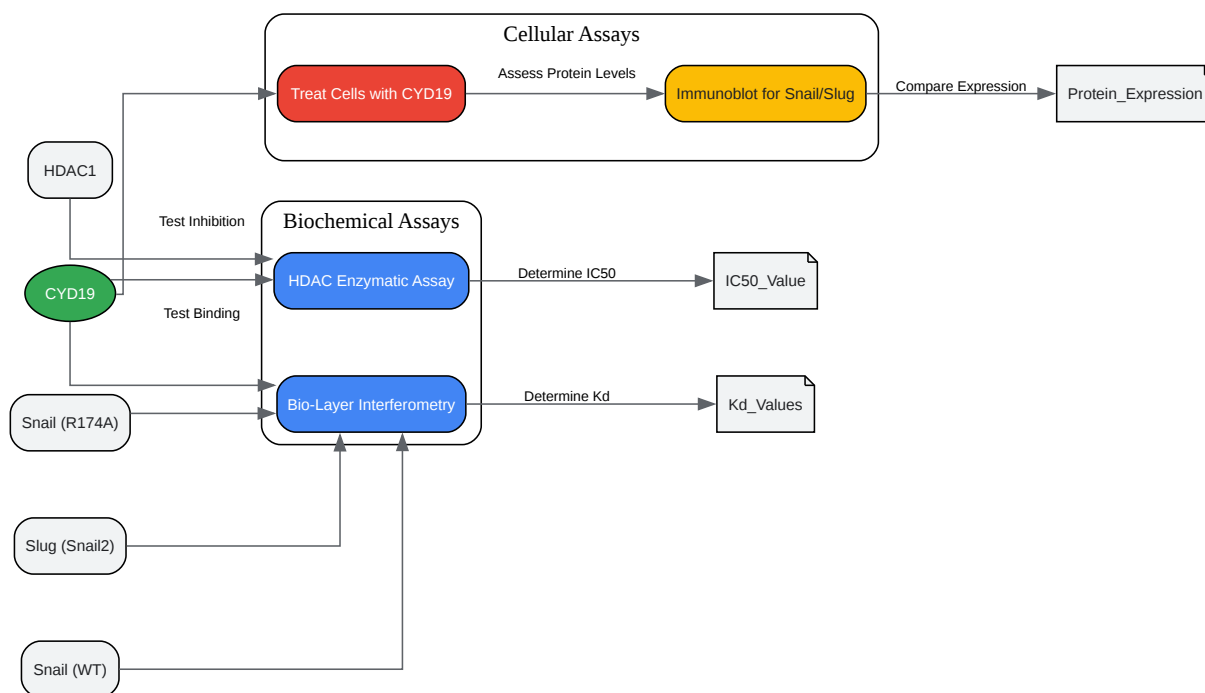 Cellular Assays
Treat Cells with CYD19
Assess Protein Levels
Immunoblot for Snail/Slug
Compare Expression
Protein_Expression
HDAC1
Test Inhibition
Biochemical Assays
CYD19
HDAC Enzymatic Assay
Determine IC50
IC50_Value
Test Binding
Snail (R174A)
Bio-Layer Interferometry
Determine Kd
Kd_Values
Slug (Snail2)
Snail (WT)